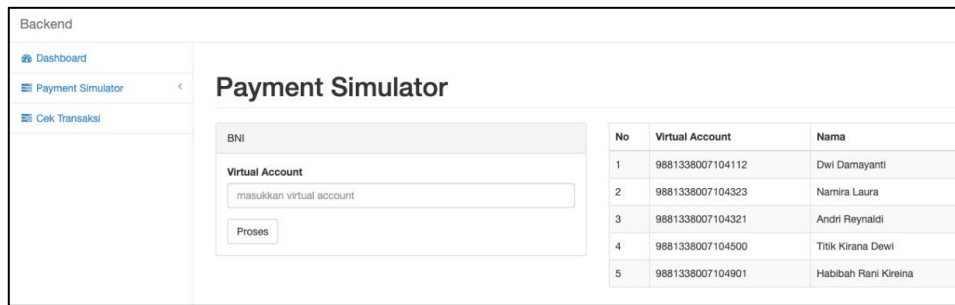 Backend
Dashboard
Payment Simulator
Cek Transaksi
Payment Simulator
BNI
Virtual Account
masukkan virtual account
Proses
No Virtual Account Nama
1 9881338007104112 Dwi Damayanti
2 9881338007104323 Namira Laura
3 9881338007104321 Andri Reynaldi
4 9881338007104500 Titik Kirana Dewi
5 9881338007104901 Habibah Rani Kireina